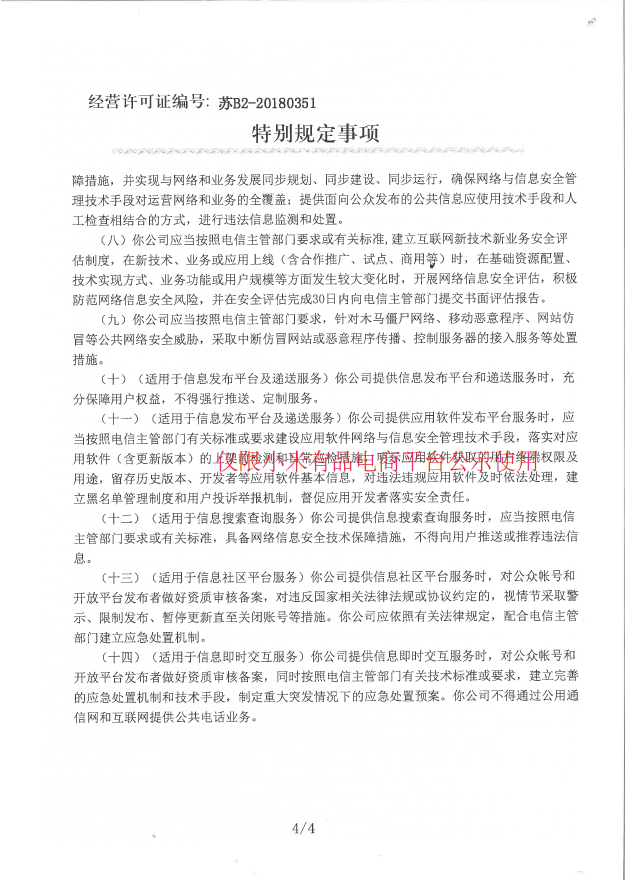 经营许可证编号: 苏B2-20180351
特别规定事项
障措施，并实现与网络和业务发展同步规划、同步建设、同步运行，确保网络与信息安全管
理技术手段对运营网络和业务的全覆盖；提供面向公众发布的公共信息应使用技术手段和人
工检查相结合的方式，进行违法信息监测和处置。
（八）你公司应当按照电信主管部门要求或有关标准,建立互联网新技术新业务安全评
估制度，在新技术、业务或应用上线（含合作推广、试点、商用等）时，在基础资源配置、
技术实现方式、业务功能或用户规模等方面发生较大变化时，开展网络信息安全评估，积极
防范网络信息安全风险，并在安全评估完成30日内向电信主管部门提交书面评估报告。
（九）你公司应当按照电信主管部门要求，针对木马僵尸网络、移动恶意程序、网站仿
冒等公共网络安全威胁，采取中断仿冒网站或恶意程序传播、控制服务器的接入服务等处置
措施。
（十）（适用于信息发布平台及递送服务）你公司提供信息发布平台和递送服务时，充
分保障用户权益，不得强行推送、定制服务。
（十一）（适用于信息发布平台及递送服务）你公司提供应用软件发布平台服务时，应
当按照电信主管部门有关标准或要求建设应用软件网络与信息安全管理技术手段，落实对应
用软件（含更新版本）的上架前检测和日常巡检措施，明示应用软件获取的用户终端权限及
仅限小米有品电商平台公示使用
用途，留存历史版本、开发者等应用软件基本信息，对违法违规应用软件及时依法处理，建
立黑名单管理制度和用户投诉举报机制，督促应用开发者落实安全责任。
（十二）（适用于信息搜索查询服务）你公司提供信息搜索查询服务时，应当按照电信
主管部门要求或有关标准，具备网络信息安全技术保障措施，不得向用户推送或推荐违法信
息。
（十三）（适用于信息社区平台服务）你公司提供信息社区平台服务时，对公众帐号和
开放平台发布者做好资质审核备案，对违反国家相关法律法规或协议约定的，视情节采取警
示、限制发布、暂停更新直至关闭账号等措施。你公司应依照有关法律规定，配合电信主管
部门建立应急处置机制。
（十四）（适用于信息即时交互服务）你公司提供信息即时交互服务时，对公众帐号和
开放平台发布者做好资质审核备案，同时按照电信主管部门有关技术标准或要求，建立完善
的应急处置机制和技术手段，制定重大突发情况下的应急处置预案。你公司不得通过公用通
信网和互联网提供公共电话业务。
4/4